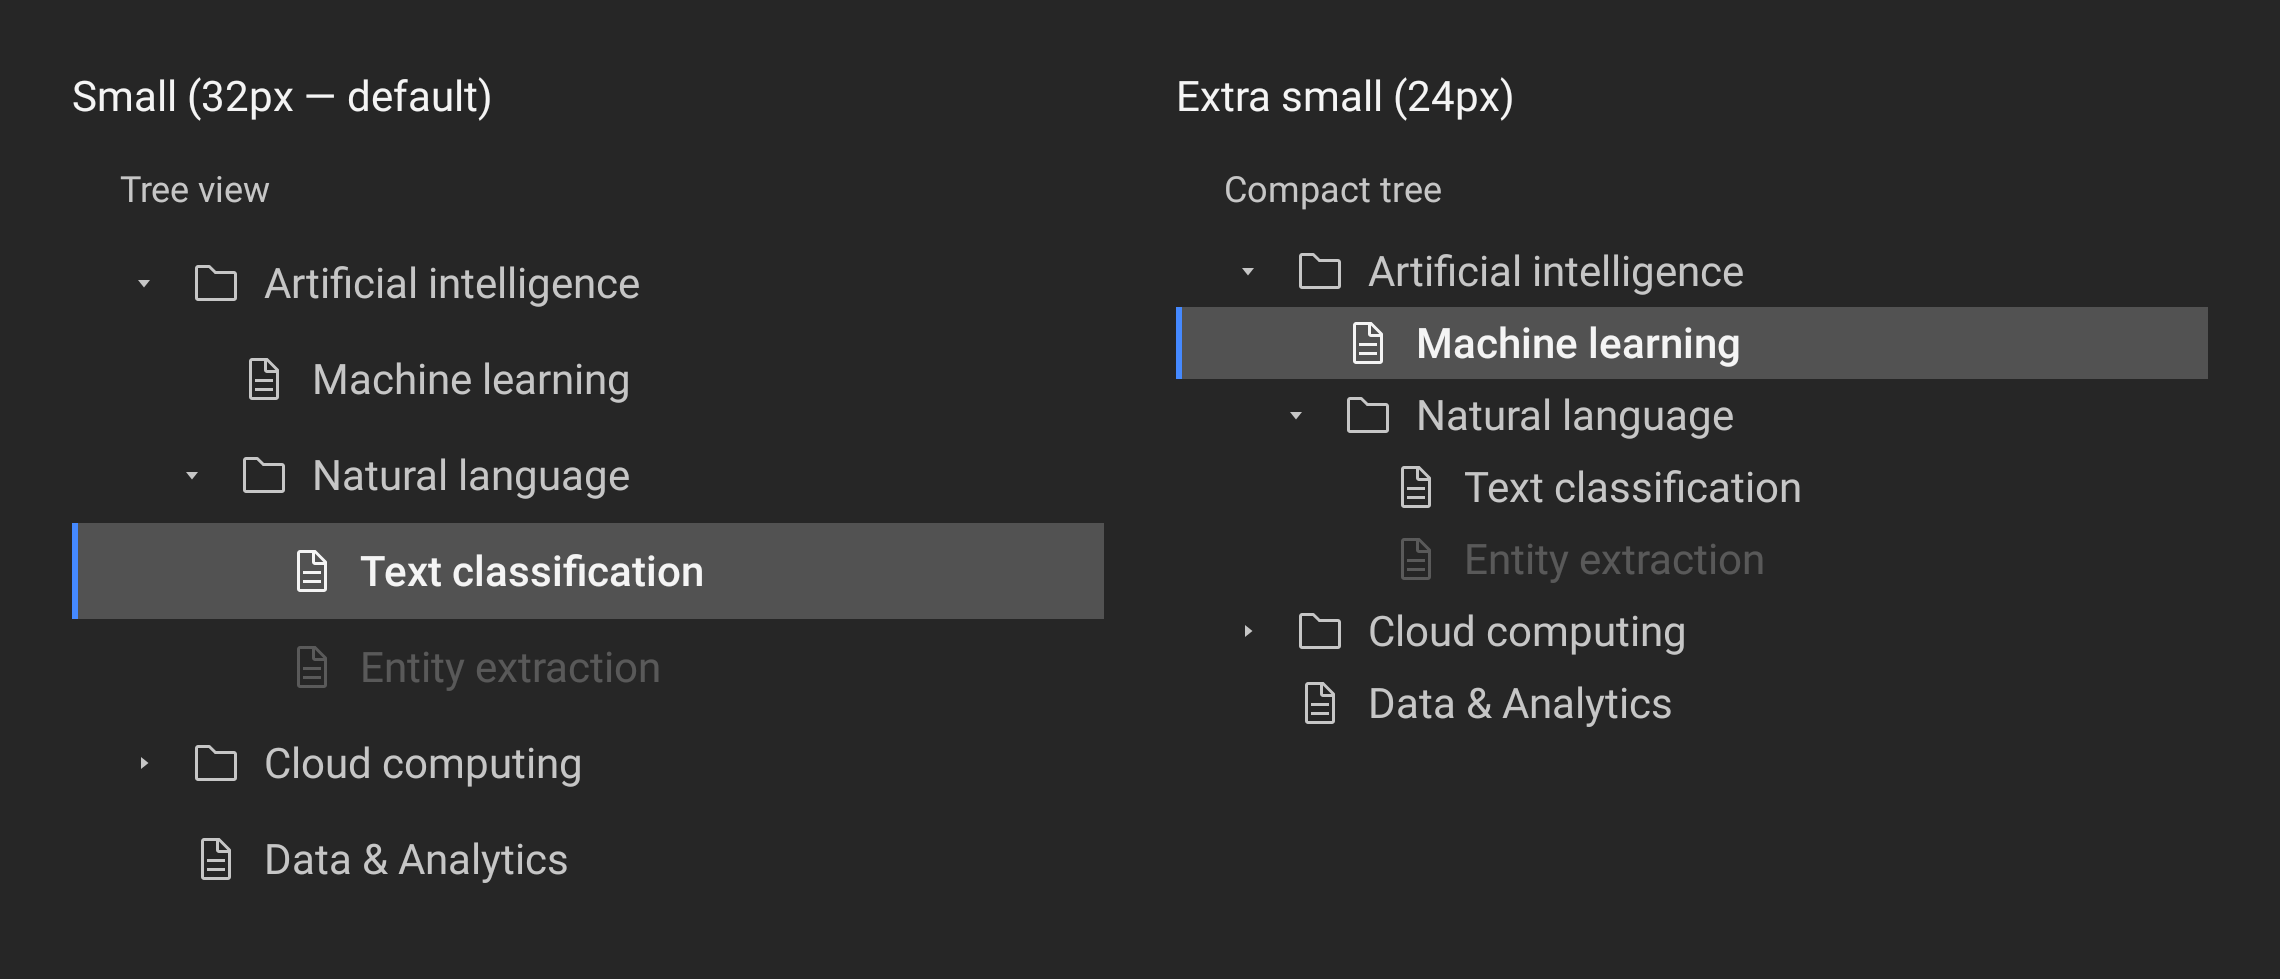 Small (32px — default)
Tree view
Artificial intelligence
Machine learning
Natural language
Text classification
Entity extraction
Cloud computing
Data & Analytics
Extra small (24px)
Compact tree
Artificial intelligence
Machine learning
Natural language
Text classification
Entity extraction
Cloud computing
Data & Analytics